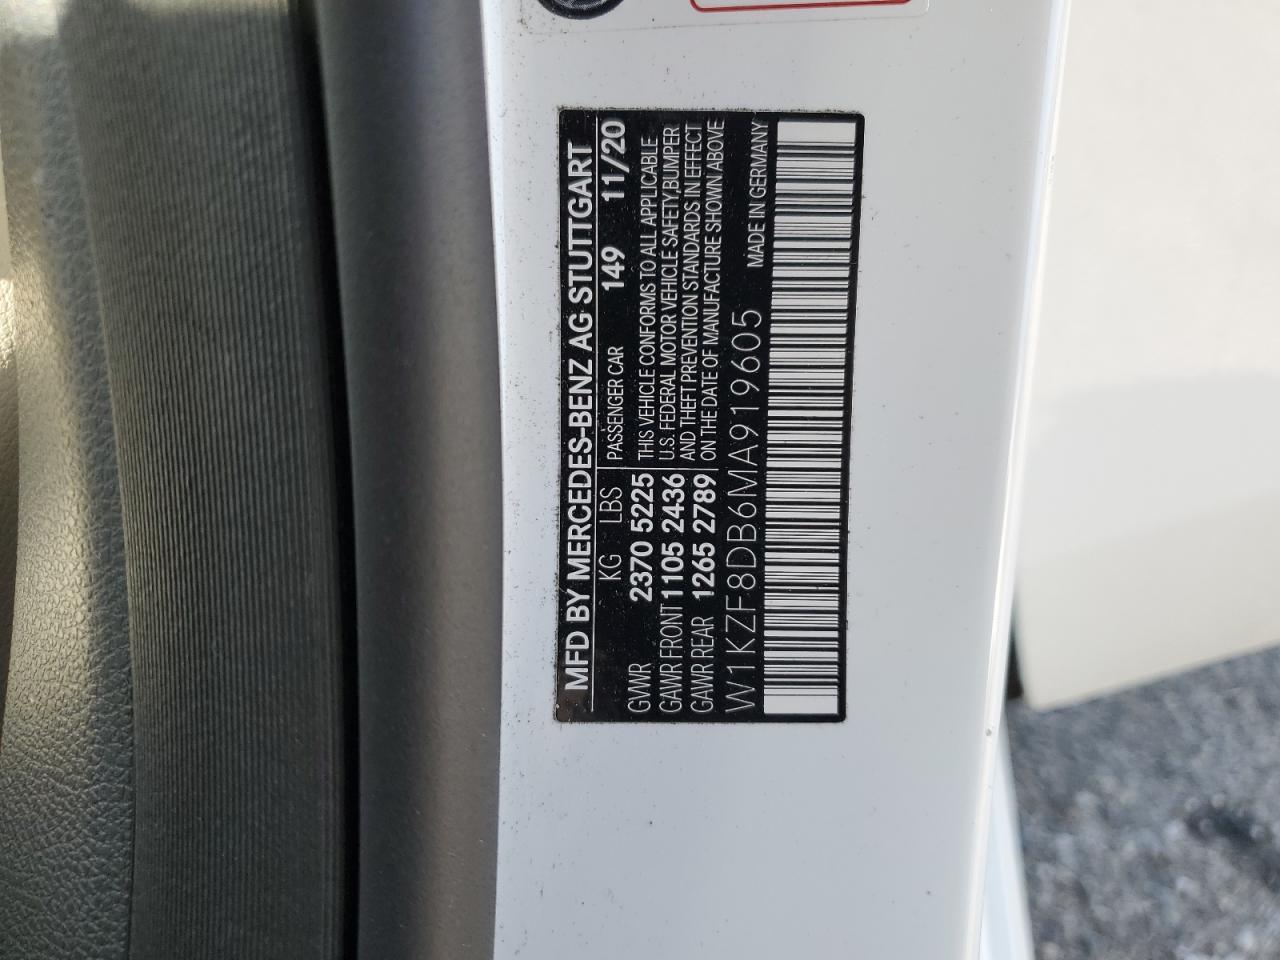 MFD BY MERCEDES-BENZ AG STUTTGART
KG LBS PASSENGER CAR 149 11/20
GVWR 2370 5225 THIS VEHICLE CONFORMS TO ALL APPLICABLE
GAWR FRONT 1105 2436 U.S. FEDERAL MOTOR VEHICLE SAFETY,BUMPER
GAWR REAR 1265 2789 AND THEFT PREVENTION STANDARDS IN EFFECT
ON THE DATE OF MANUFACTURE SHOWN ABOVE
W1KZF8DB6MA919605 MADE IN GERMANY